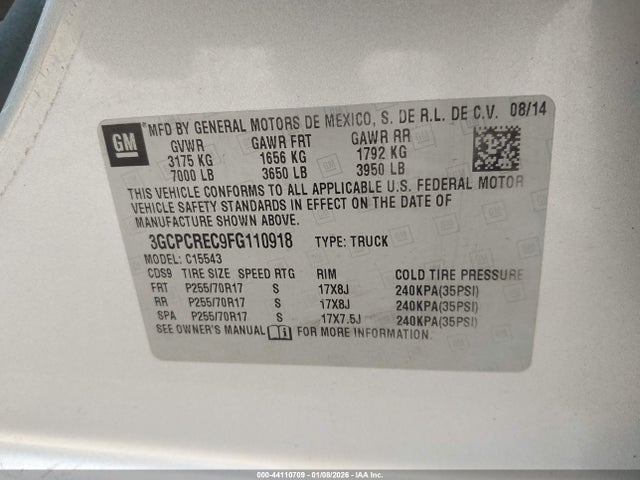 GM
MFD BY GENERAL MOTORS DE MEXICO, S. DE R.L. DE C.V. 08/14
GVWR GAWR FRT GAWR RR
3175 KG 1656 KG 1792 KG
7000 LB 3650 LB 3950 LB
THIS VEHICLE CONFORMS TO ALL APPLICABLE U.S. FEDERAL MOTOR
VEHICLE SAFETY STANDARDS IN EFFECT ON THE DATE OF
MANUFACTURE SHOWN ABOVE.
3GCPCREC9FG110918 TYPE: TRUCK
MODEL: C15543
CDS9 TIRE SIZE SPEED RTG RIM COLD TIRE PRESSURE
FRT P255/70R17 S 17X8J 240KPA(35PSI)
RR P255/70R17 S 17X8J 240KPA(35PSI)
SPA P255/70R17 S 17X7.5J 240KPA(35PSI)
SEE OWNER'S MANUAL i FOR MORE INFORMATION.
000-44110709 - 01/08/2026 - IAA, Inc.